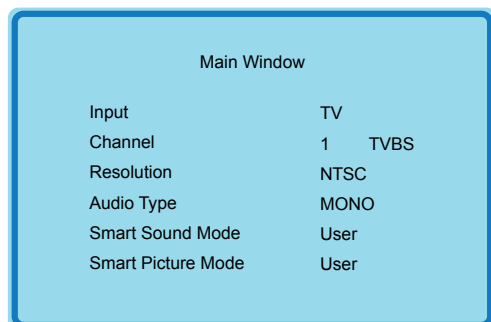 Main Window
Input TV
Channel 1 TVBS
Resolution NTSC
Audio Type MONO
Smart Sound Mode User
Smart Picture Mode User